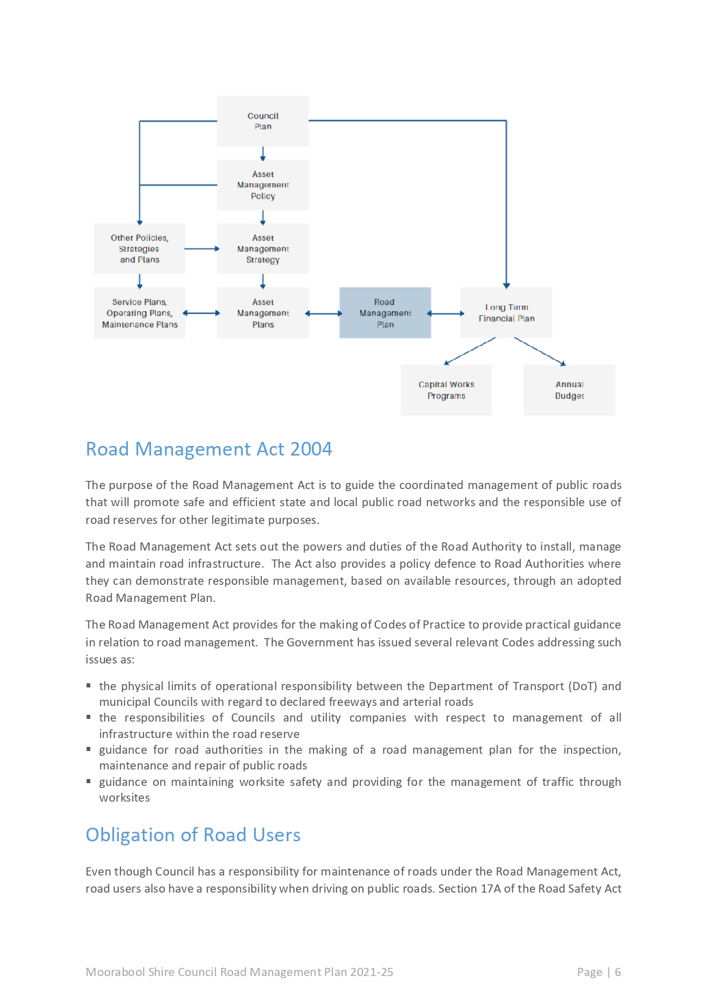 Council
Plan
Asset
Management
Policy
Other Policies,
Strategies
and Plans
Asset
Management
Strategy
Service Plans,
Operating Plans,
Maintenance Plans
Asset
Management
Plans
Road
Management
Plan
Long Term
Financial Plan
Capital Works
Programs
Annual
Budget
Road Management Act 2004
The purpose of the Road Management Act is to guide the coordinated management of public roads
that will promote safe and efficient state and local public road networks and the responsible use of
road reserves for other legitimate purposes.
The Road Management Act sets out the powers and duties of the Road Authority to install, manage
and maintain road infrastructure.  The Act also provides a policy defence to Road Authorities where
they can demonstrate responsible management, based on available resources, through an adopted
Road Management Plan.
The Road Management Act provides for the making of Codes of Practice to provide practical guidance
in relation to road management.  The Government has issued several relevant Codes addressing such
issues as:
▪ the physical limits of operational responsibility between the Department of Transport (DoT) and
municipal Councils with regard to declared freeways and arterial roads
▪ the responsibilities of Councils and utility companies with respect to management of all
infrastructure within the road reserve
▪ guidance for road authorities in the making of a road management plan for the inspection,
maintenance and repair of public roads
▪ guidance on maintaining worksite safety and providing for the management of traffic through
worksites
Obligation of Road Users
Even though Council has a responsibility for maintenance of roads under the Road Management Act,
road users also have a responsibility when driving on public roads. Section 17A of the Road Safety Act
Moorabool Shire Council Road Management Plan 2021-25
Page | 6